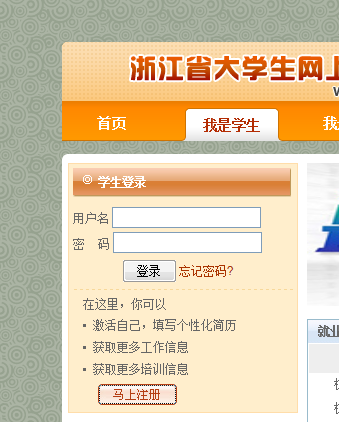 浙江省大学生网上
首页
我是学生
我
学生登录
用户名
密 码
登录 忘记密码?
在这里，你可以
激活自己，填写个性化简历
获取更多工作信息
获取更多培训信息
马上注册
就业